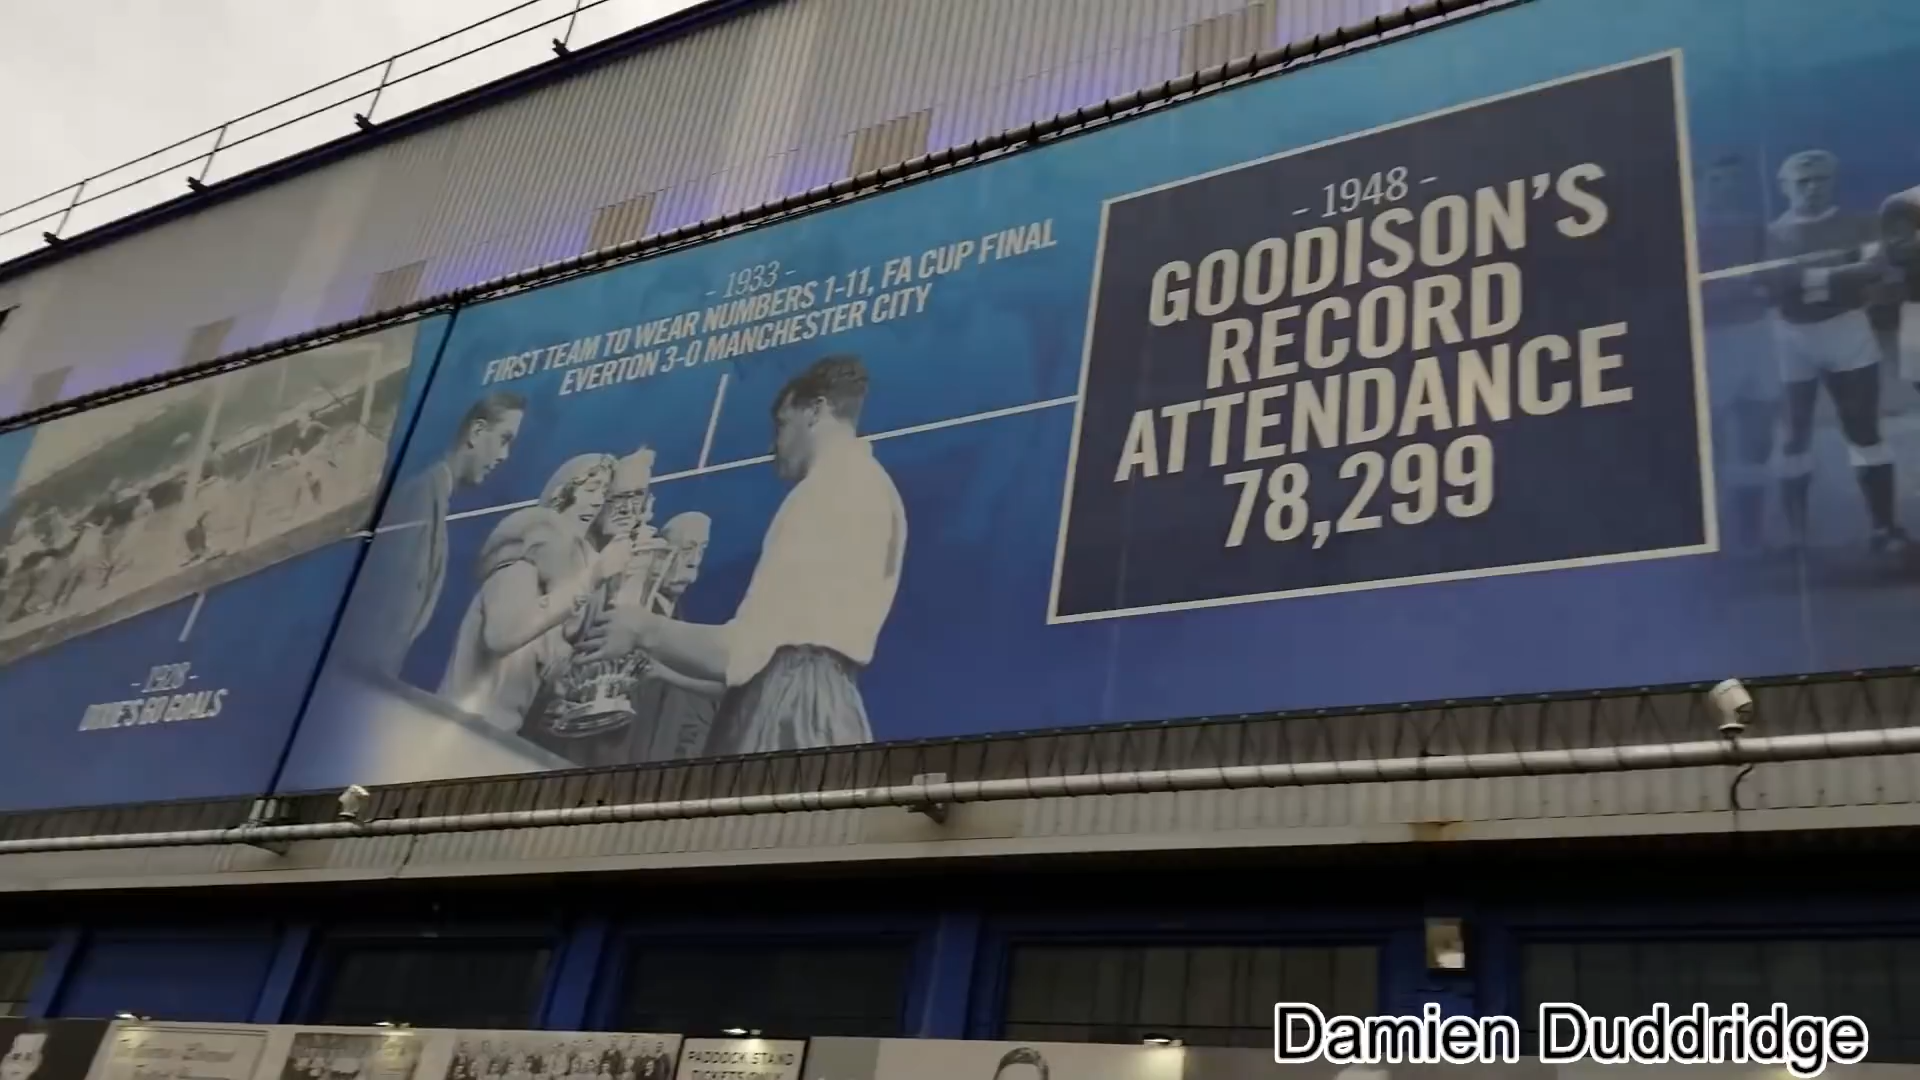 - 1933 -
FIRST TEAM TO WEAR NUMBERS 1-11, FA CUP FINAL
EVERTON 3-0 MANCHESTER CITY
- 1948 -
GOODISON'S
RECORD
ATTENDANCE
78,299
- 1928 -
DIXIE'S 60 GOALS
PADDOCK STAND
TICKETS ONLY
Damien Duddridge